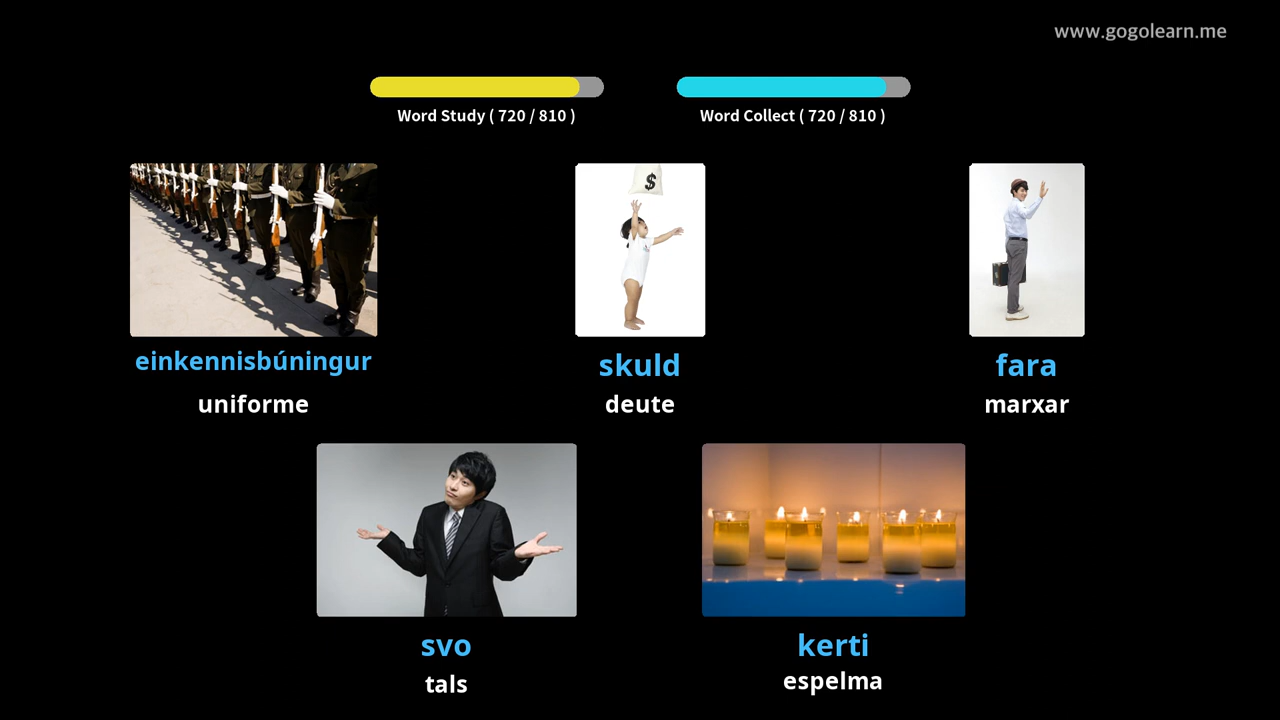 www.gogolearn.me
Word Study ( 720 / 810 )
Word Collect ( 720 / 810 )
$
einkennisbúningur
uniforme
skuld
deute
fara
marxar
svo
tals
kerti
espelma